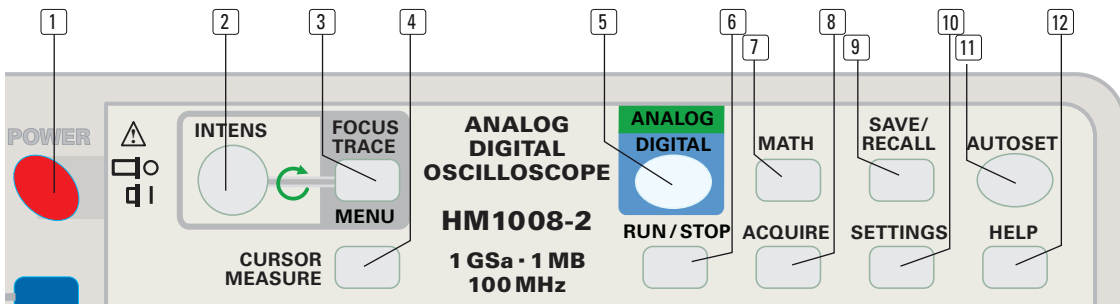 1 2 3 4 5 6 7 8 9 10 11 12
POWER
INTENS
FOCUS
TRACE
MENU
CURSOR
MEASURE
ANALOG
DIGITAL
OSCILLOSCOPE
HM1008-2
1 GSa · 1 MB
100 MHz
ANALOG
DIGITAL
RUN / STOP
MATH
ACQUIRE
SAVE/
RECALL
SETTINGS
AUTOSET
HELP